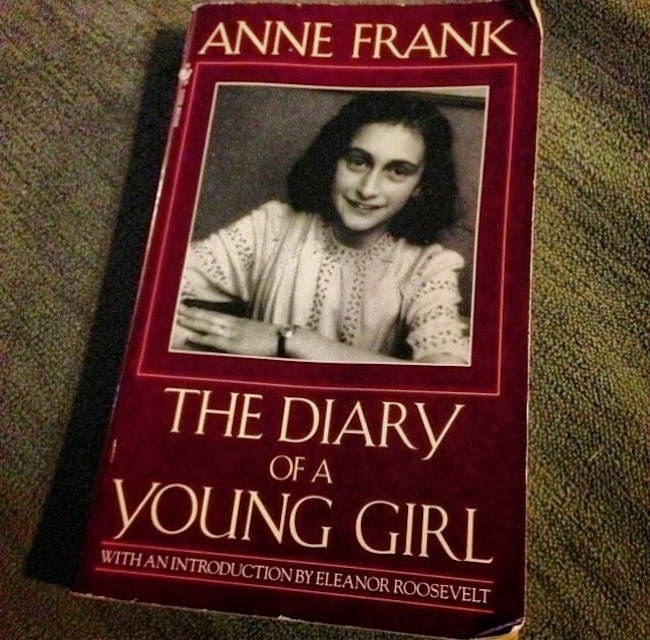 ANNE FRANK
THE DIARY
OF A
YOUNG GIRL
WITH AN INTRODUCTION BY ELEANOR ROOSEVELT